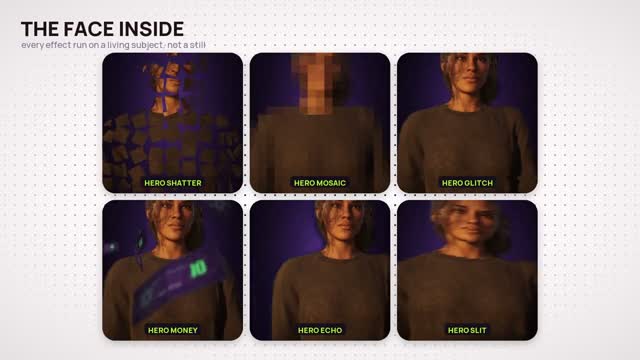 THE FACE INSIDE
every effect run on a living subject, not a still
HERO SHATTER
HERO MOSAIC
HERO GLITCH
10
HERO MONEY
HERO ECHO
HERO SLIT